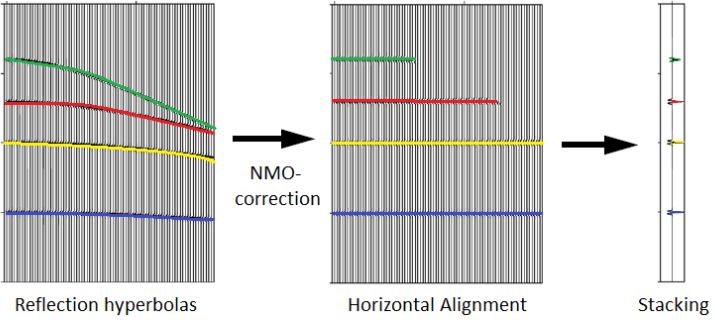 NMO-
correction
Reflection hyperbolas
Horizontal Alignment
Stacking